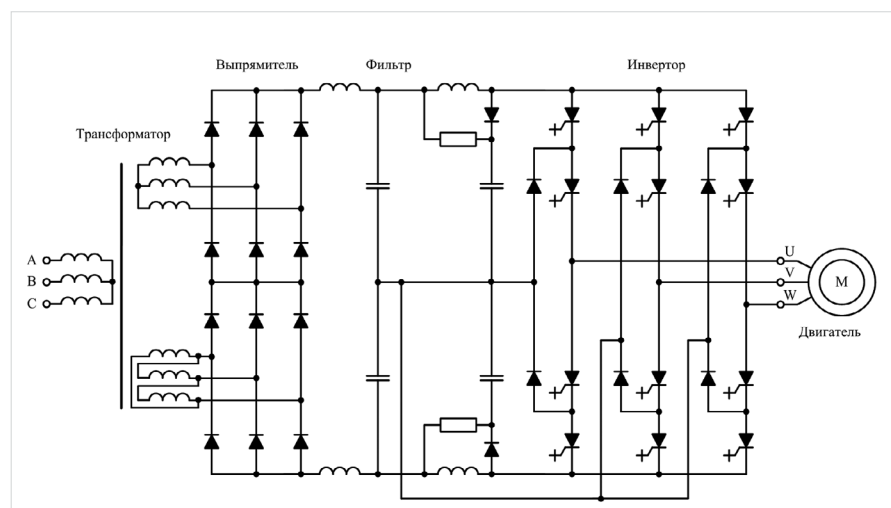 Выпрямитель
Фильтр
Инвертор
Трансформатор
A
B
C
U
V
W
M
Двигатель